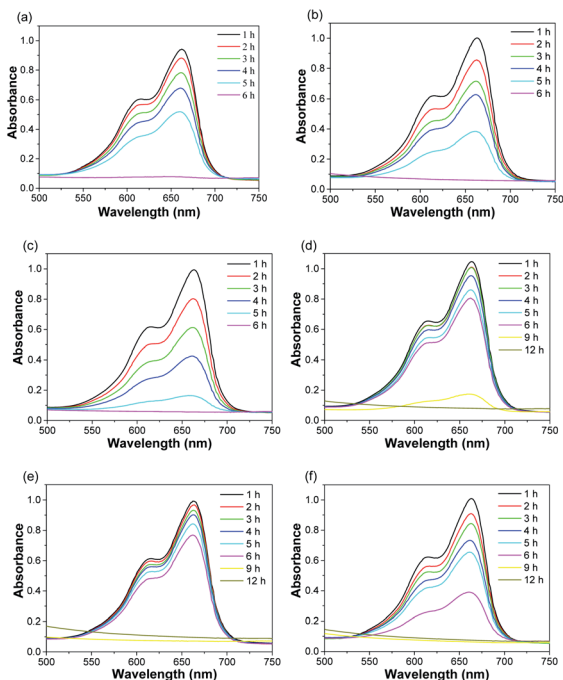 (a)
1 h
2 h
3 h
4 h
5 h
6 h
Absorbance
1.0
0.8
0.6
0.4
0.2
0.0
500 550 600 650 700 750
Wavelength (nm)
(b)
1 h
2 h
3 h
4 h
5 h
6 h
Absorbance
1.0
0.8
0.6
0.4
0.2
0.0
500 550 600 650 700 750
Wavelength (nm)
(c)
1 h
2 h
3 h
4 h
5 h
6 h
Absorbance
1.0
0.8
0.6
0.4
0.2
0.0
500 550 600 650 700 750
Wavelength (nm)
(d)
1 h
2 h
3 h
4 h
5 h
6 h
9 h
12 h
Absorbance
1.0
0.8
0.6
0.4
0.2
0.0
500 550 600 650 700 750
Wavelength (nm)
(e)
1 h
2 h
3 h
4 h
5 h
6 h
9 h
12 h
Absorbance
1.0
0.8
0.6
0.4
0.2
0.0
500 550 600 650 700 750
Wavelength (nm)
(f)
1 h
2 h
3 h
4 h
5 h
6 h
9 h
12 h
Absorbance
1.0
0.8
0.6
0.4
0.2
0.0
500 550 600 650 700 750
Wavelength (nm)